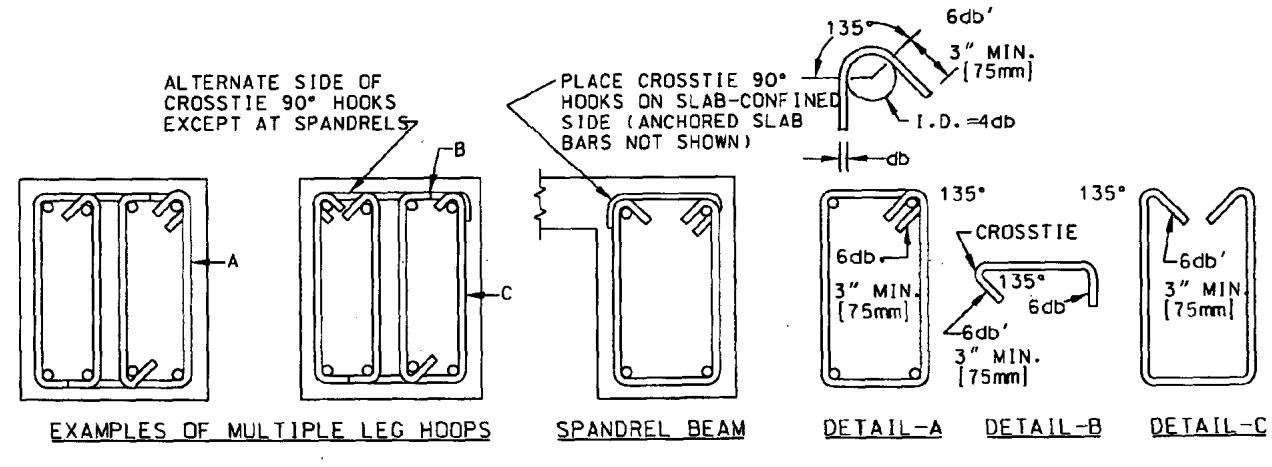 135°
6db'
3" MIN.
[75mm]
ALTERNATE SIDE OF
CROSSTIE 90° HOOKS
EXCEPT AT SPANDRELS
PLACE CROSSTIE 90°
HOOKS ON SLAB-CONFINED
SIDE (ANCHORED SLAB
BARS NOT SHOWN)
I.D.=4db
db
B
A
C
135°
6db.
3" MIN.
[75mm]
135°
CROSSTIE
135°
6db
6db'
3" MIN.
[75mm]
6db'
3" MIN.
[75mm]
EXAMPLES OF MULTIPLE LEG HOOPS
SPANDREL BEAM
DETAIL-A
DETAIL-B
DETAIL-C